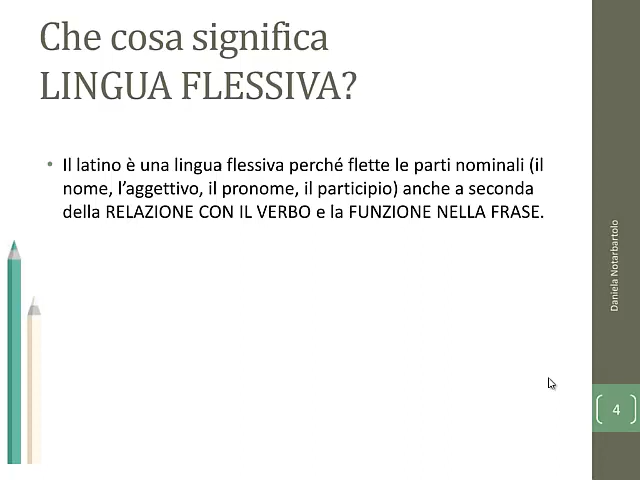 Che cosa significa
LINGUA FLESSIVA?
• Il latino è una lingua flessiva perché flette le parti nominali (il
nome, l’aggettivo, il pronome, il participio) anche a seconda
della RELAZIONE CON IL VERBO e la FUNZIONE NELLA FRASE.
Daniela Notarbartolo
4